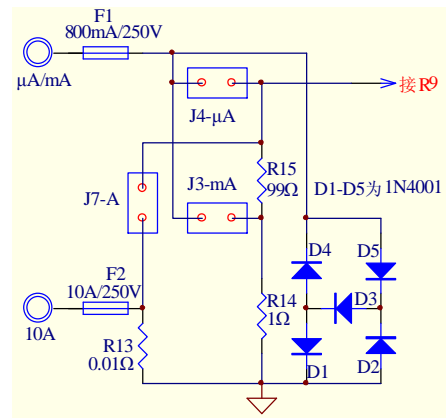 F1
800mA/250V
μA/mA
接R9
J4-μA
R15
99Ω
D1-D5为1N4001
J3-mA
J7-A
D4
D5
F2
10A/250V
D3
R14
1Ω
10A
R13
0.01Ω
D1
D2